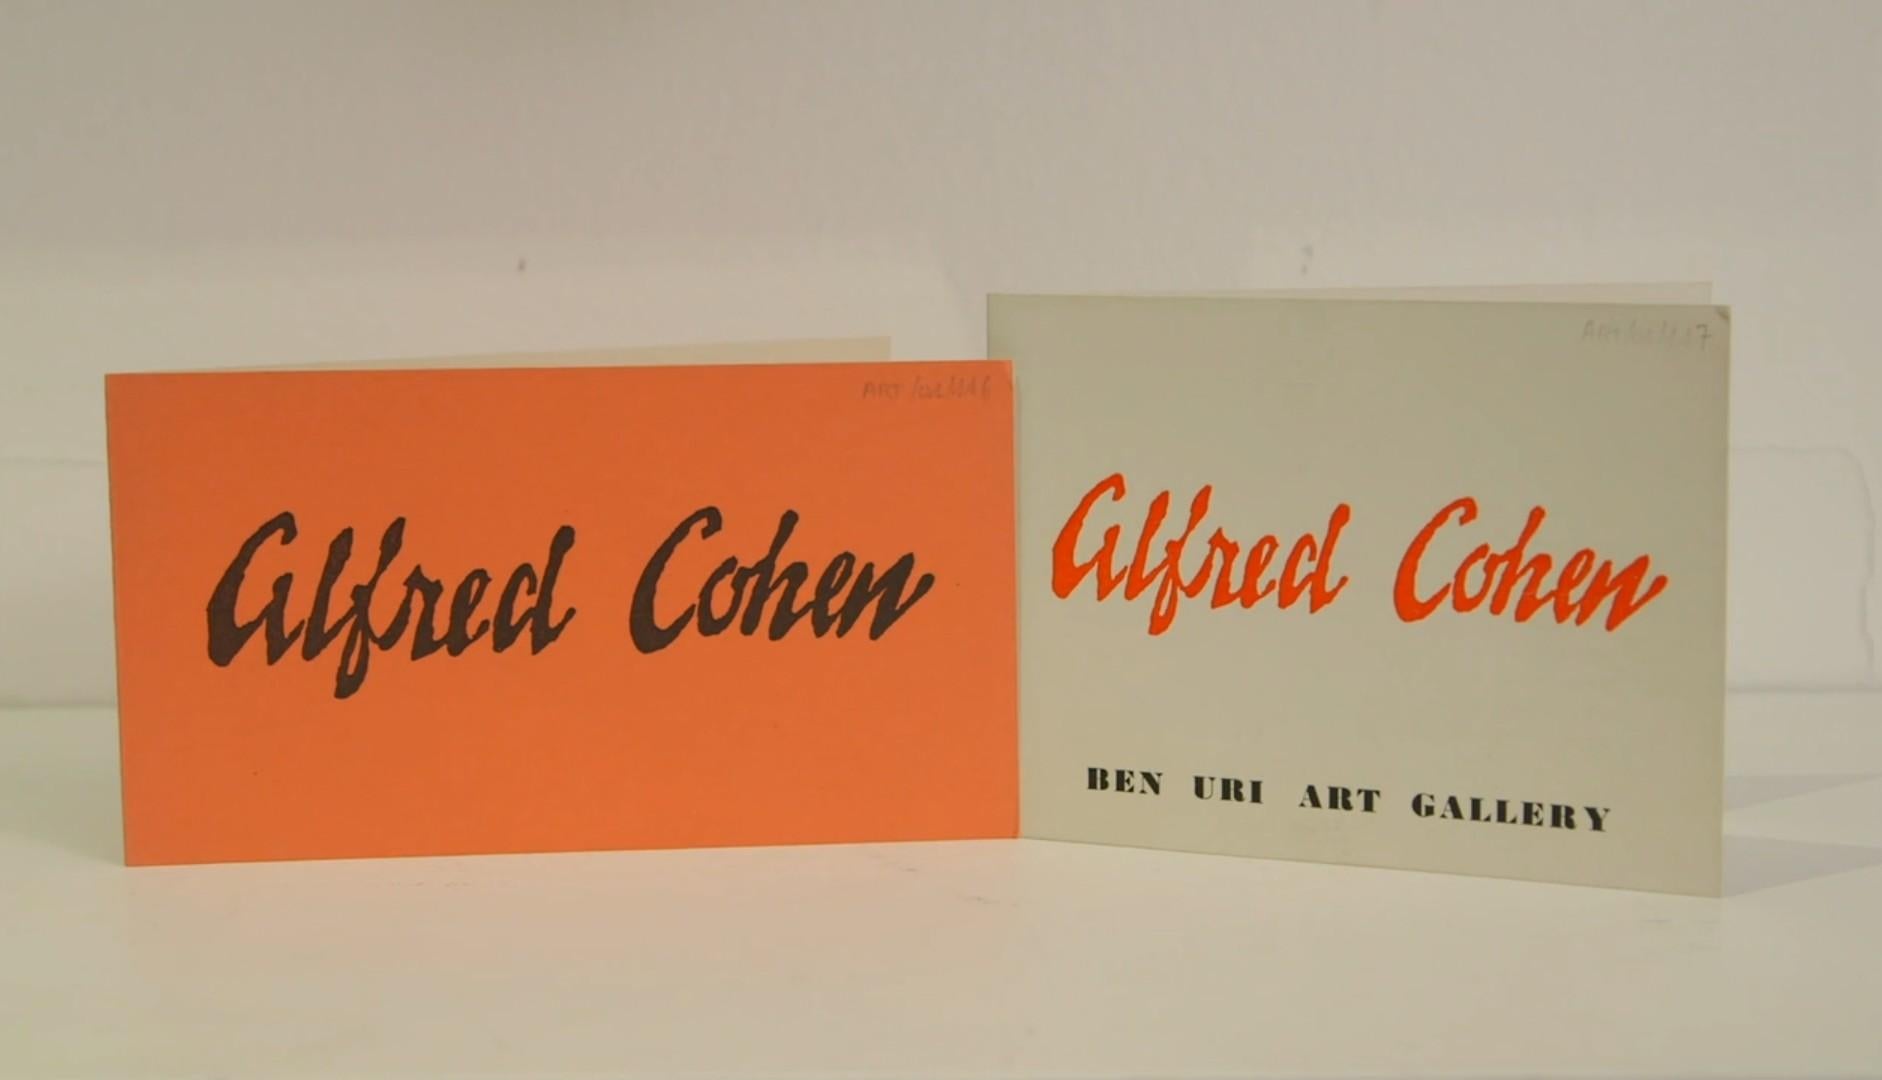 Alfred Cohen
Alfred Cohen
BEN URI ART GALLERY